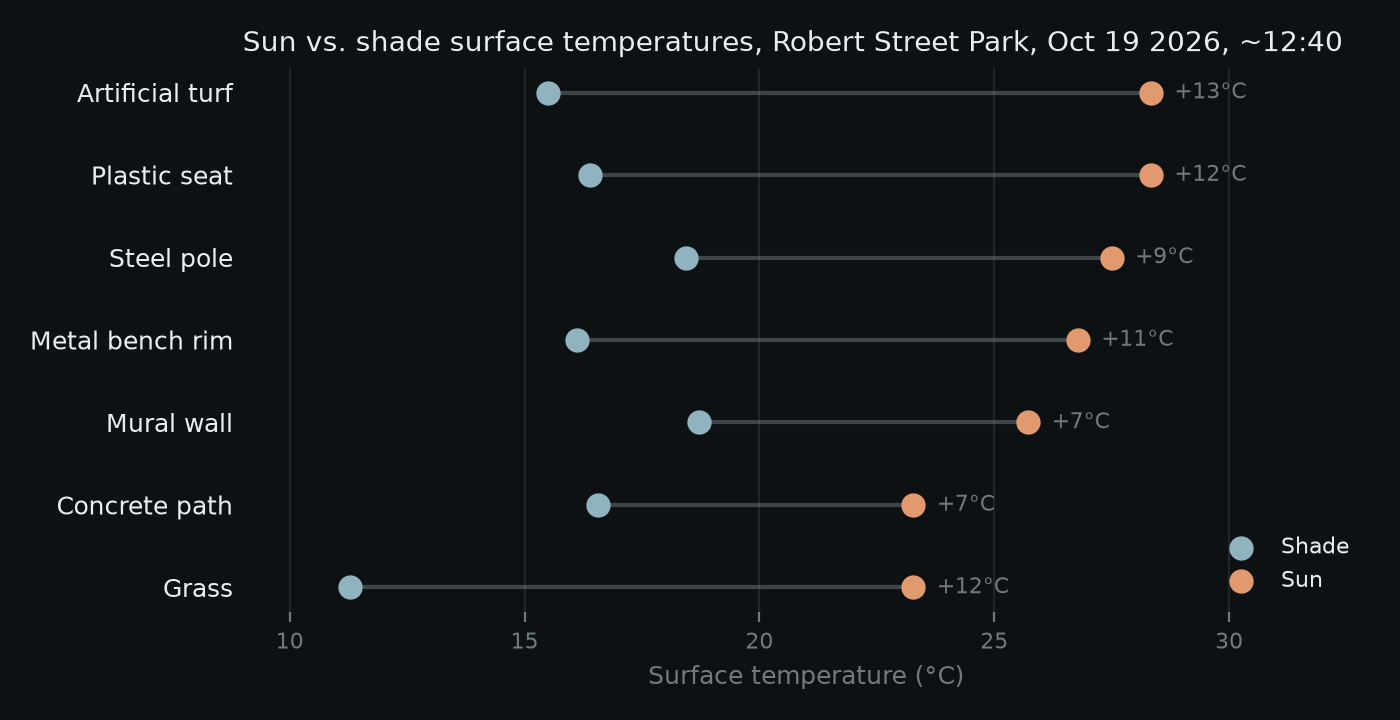 Sun vs. shade surface temperatures, Robert Street Park, Oct 19 2026, ~12:40
Artificial turf
+13°C
Plastic seat
+12°C
Steel pole
+9°C
Metal bench rim
+11°C
Mural wall
+7°C
Concrete path
+7°C
Shade
Sun
Grass
+12°C
10 15 20 25 30
Surface temperature (°C)